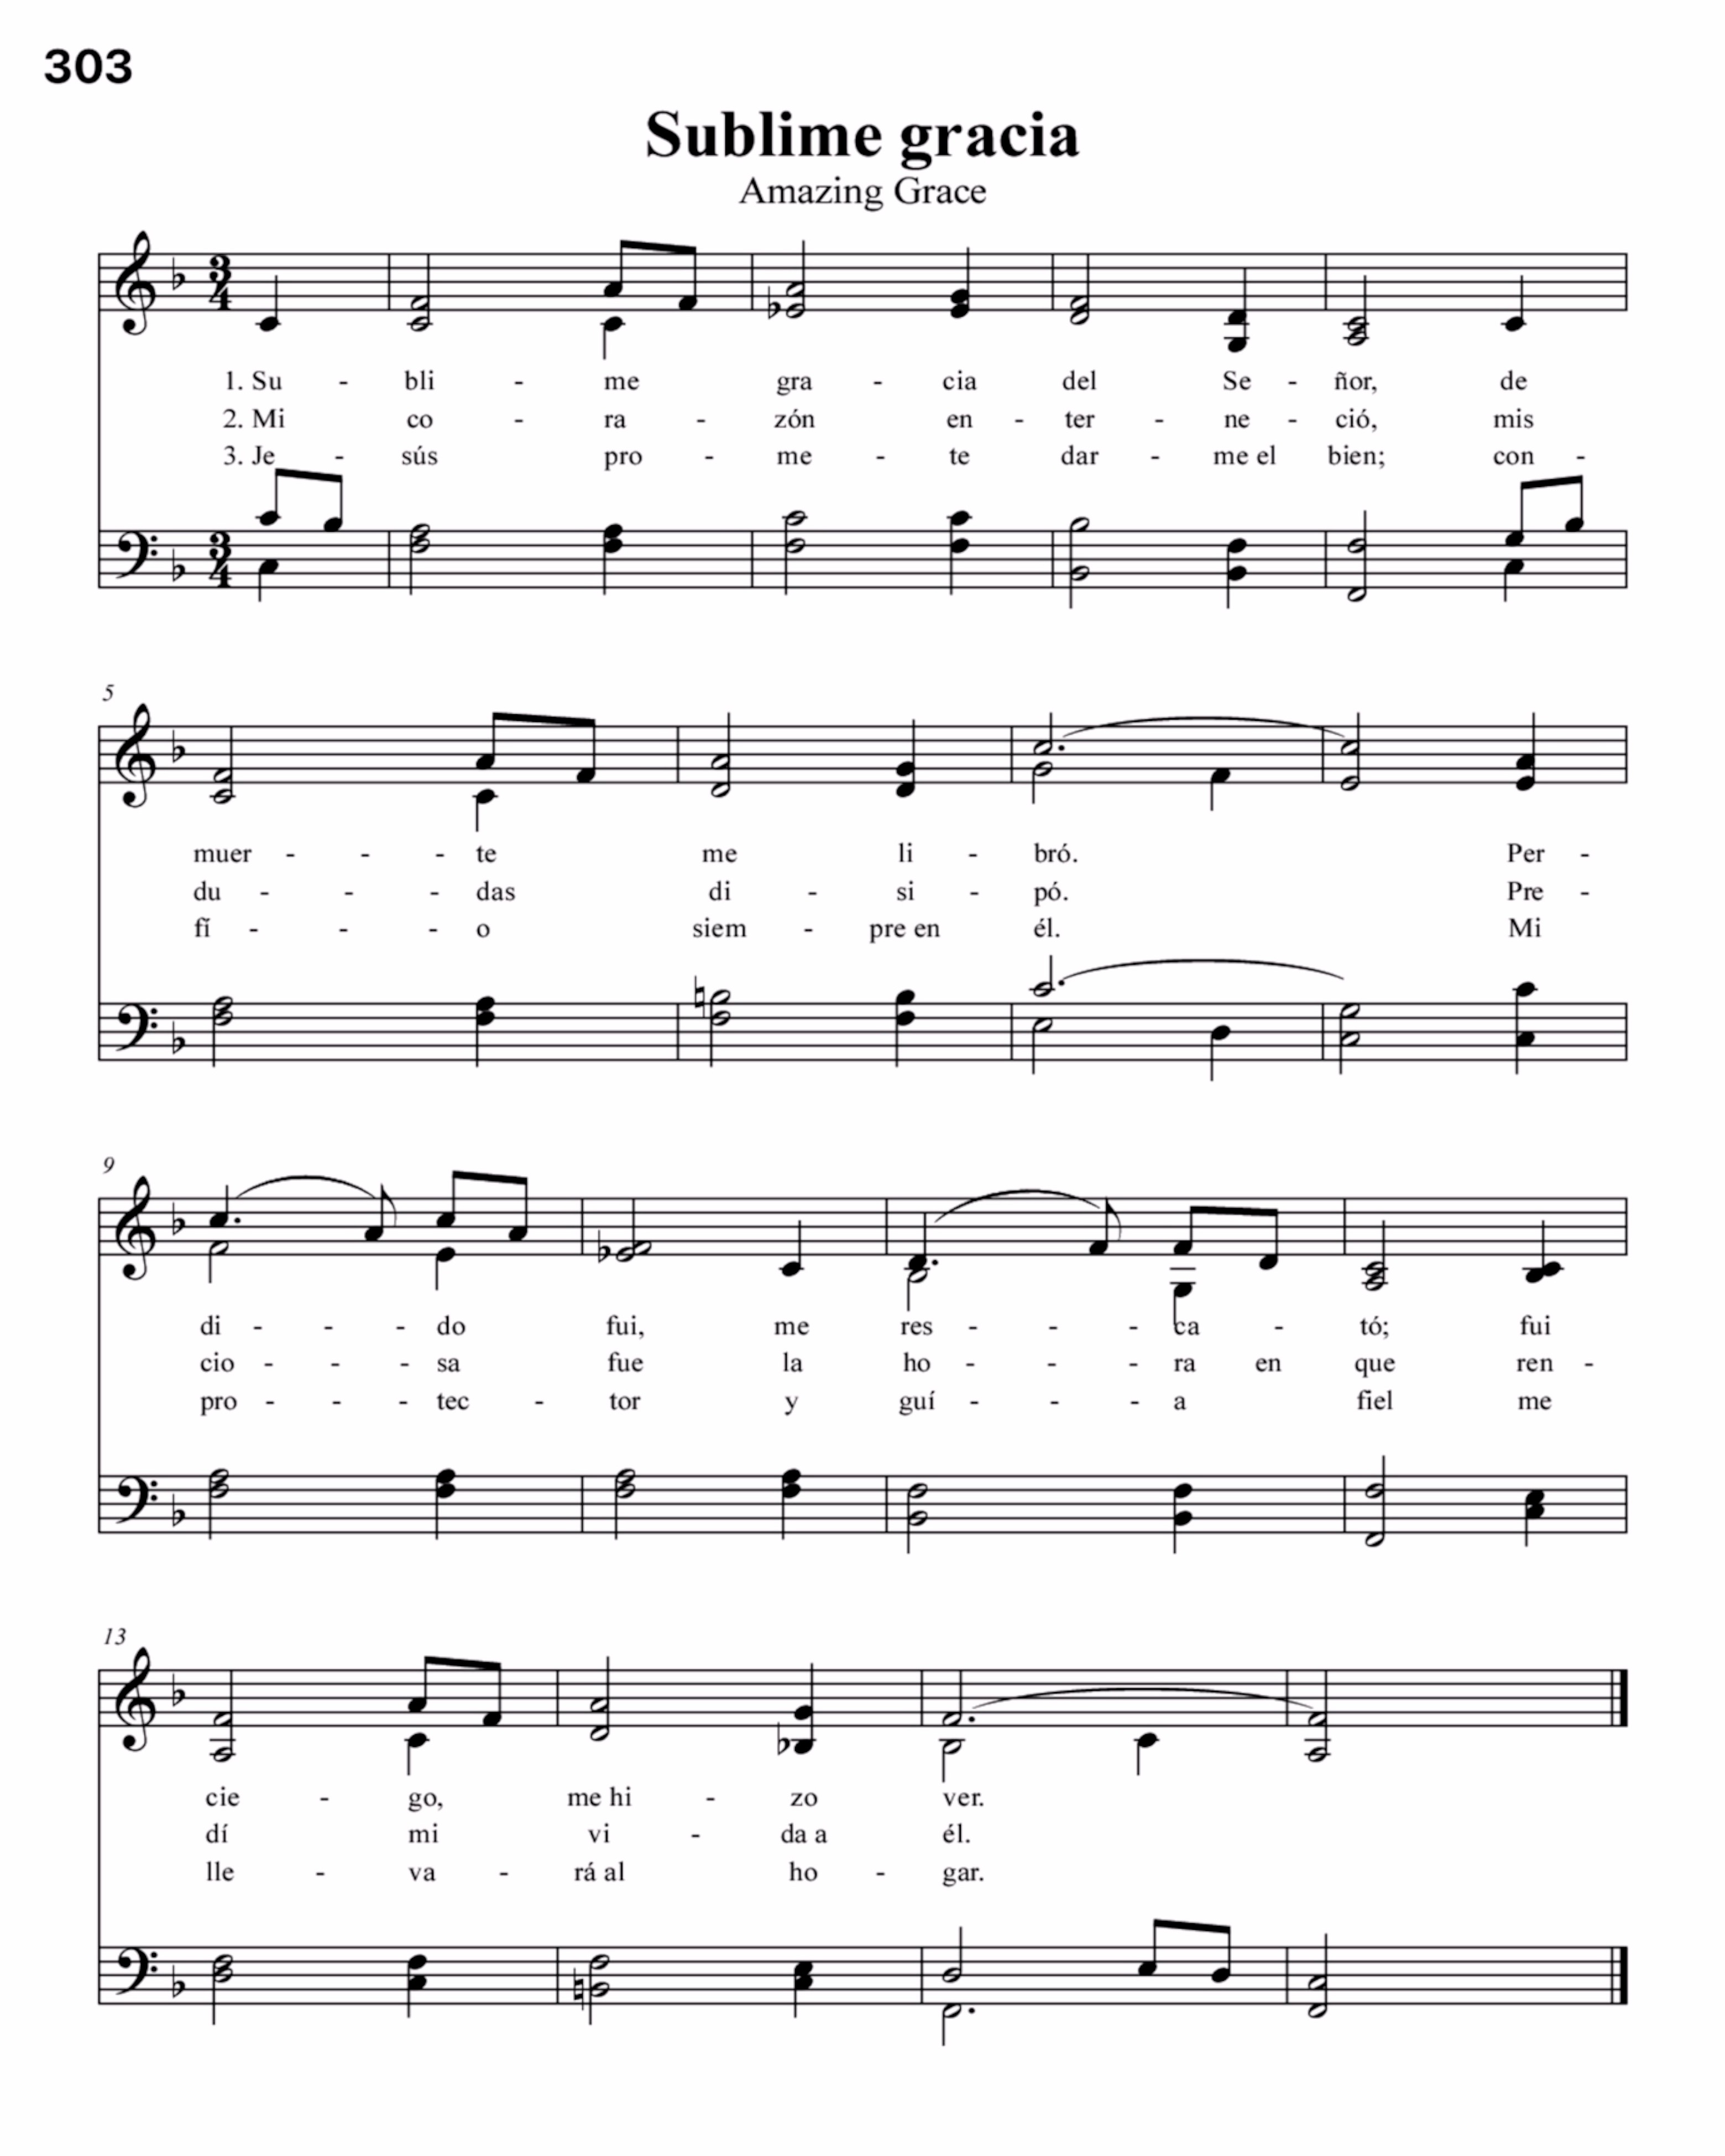 303
Sublime gracia
Amazing Grace
3 4
1. Su - bli - me gra - cia del Se - ñor, de
2. Mi co - ra - zón en - ter - ne - ció, mis
3. Je - sús pro - me - te dar - me el bien; con -
3 4
5
muer - - - te me li - bró. Per -
du - - - das di - si - pó. Pre -
fí - - - o siem - pre en él. Mi
9
di - - - do fui, me res - - - ca - tó; fui
cio - - - sa fue la ho - - - ra en que ren -
pro - - - tec - tor y guí - - - a fiel me
13
cie - go, me hi - zo ver.
dí mi vi - da a él.
lle - va - rá al ho - gar.